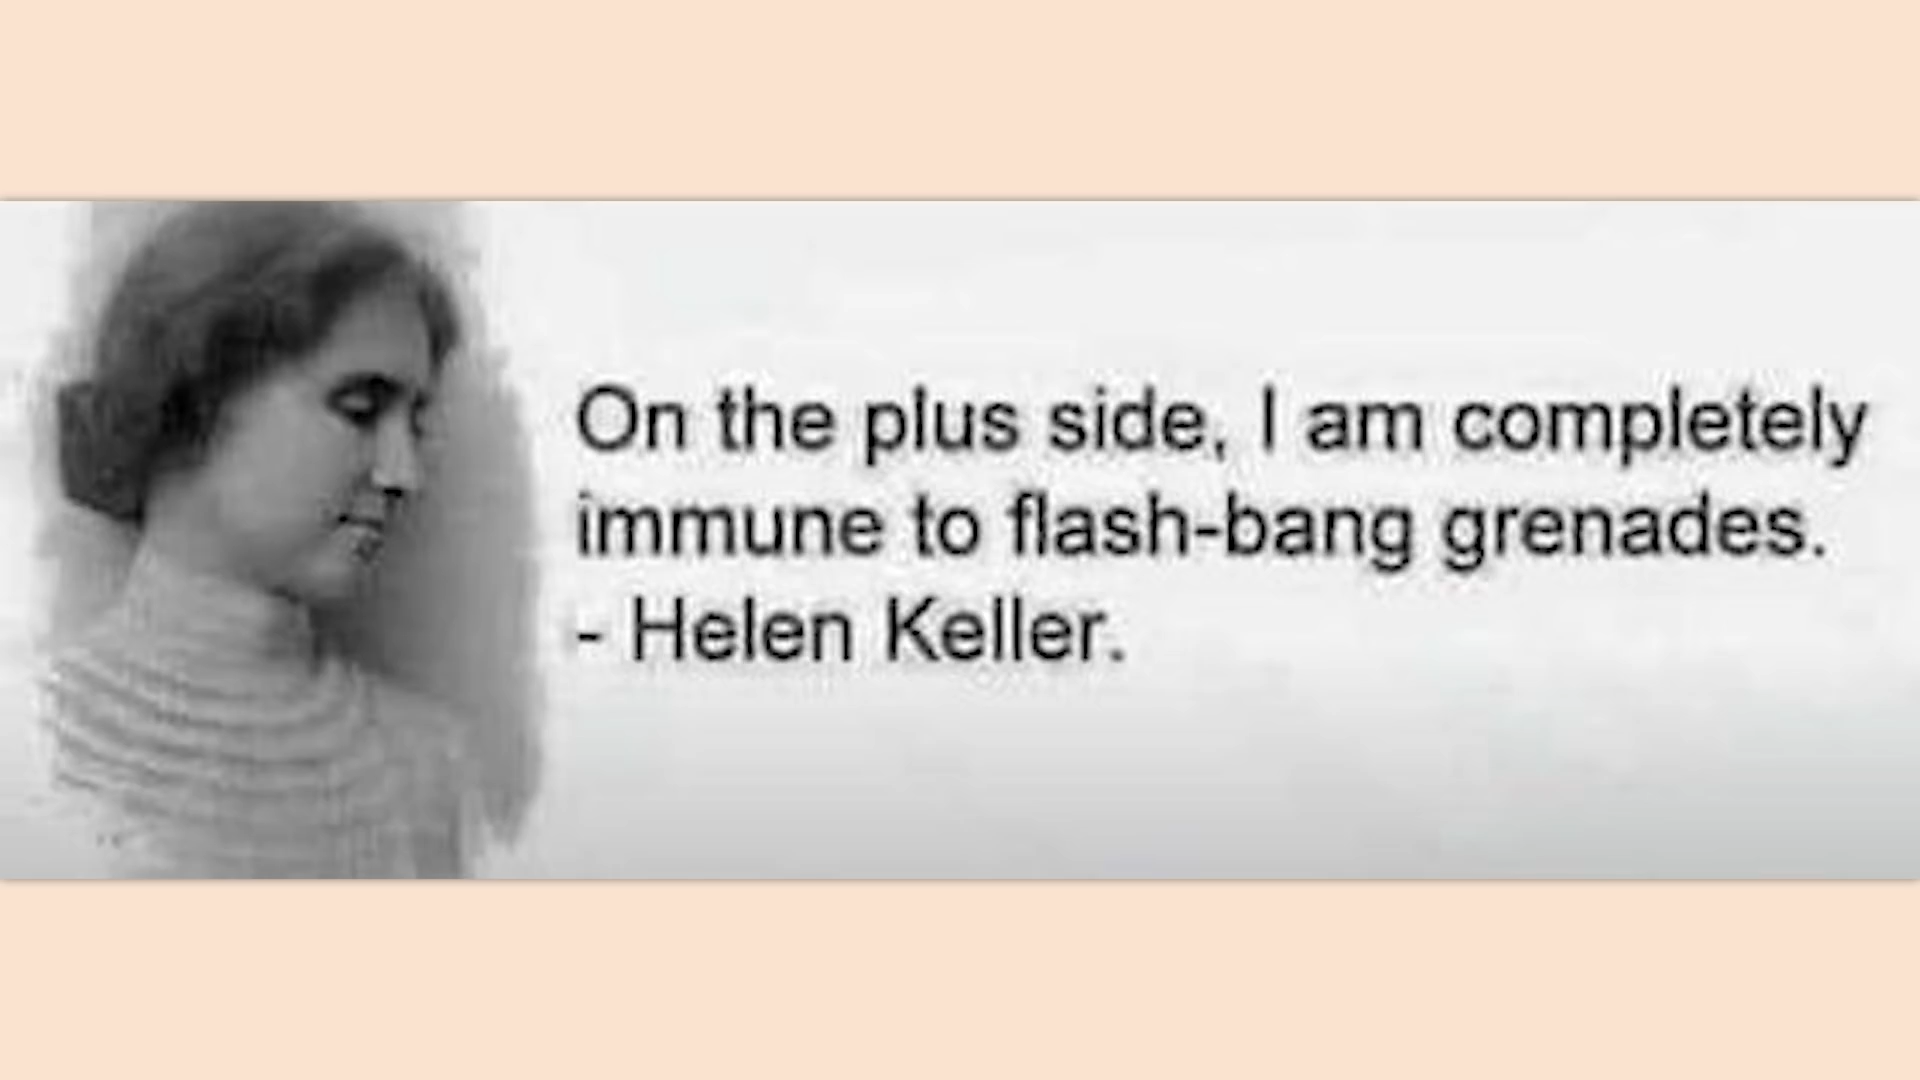 On the plus side, I am completely
immune to flash-bang grenades.
- Helen Keller.